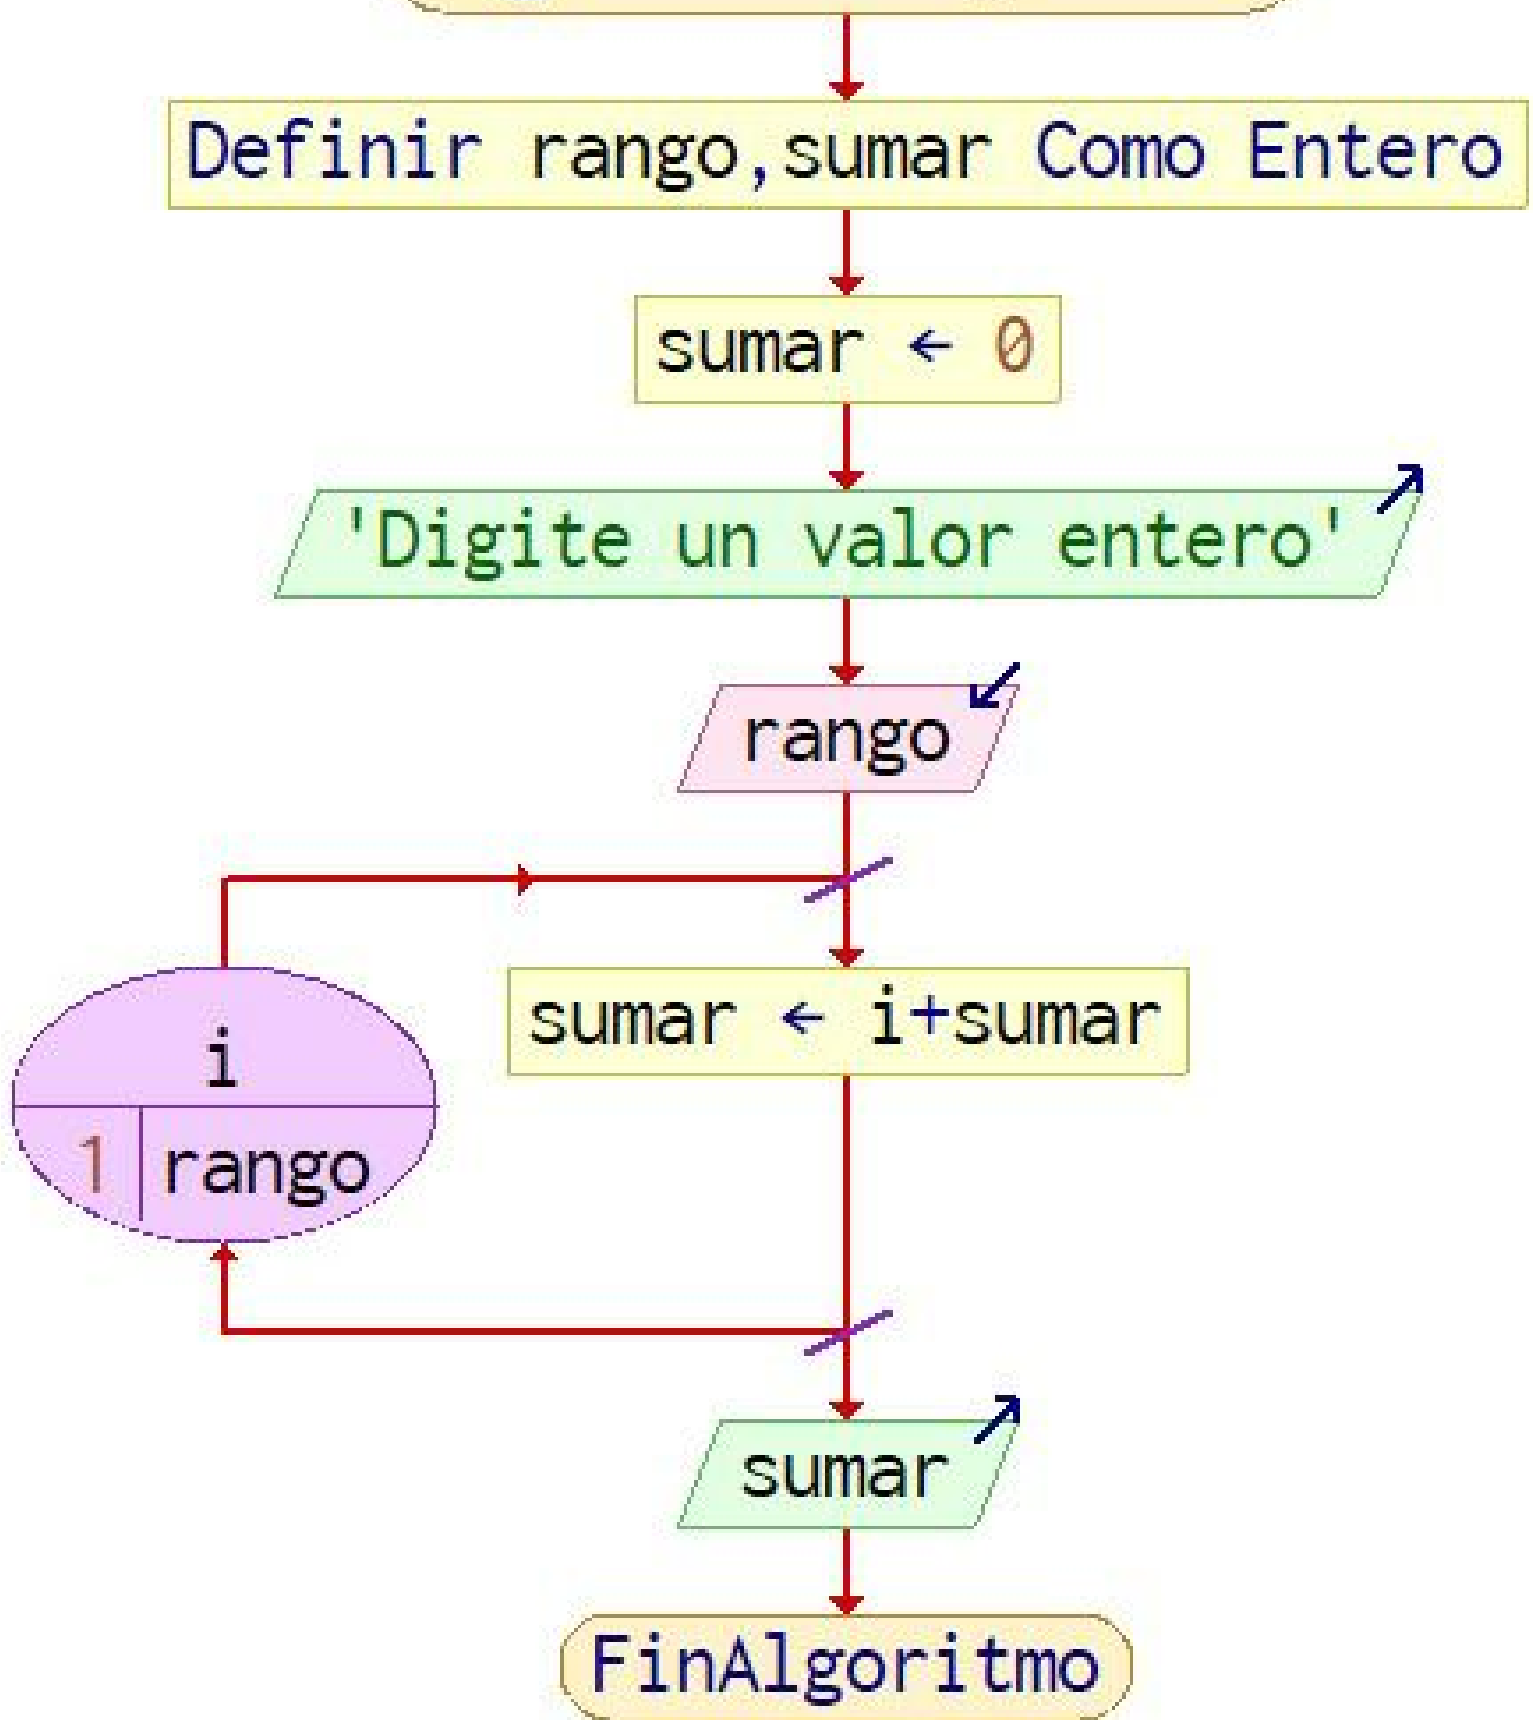 Definir rango,sumar Como Entero
sumar ← 0
'Digite un valor entero'
rango
sumar ← i+sumar
i
1 rango
sumar
FinAlgoritmo